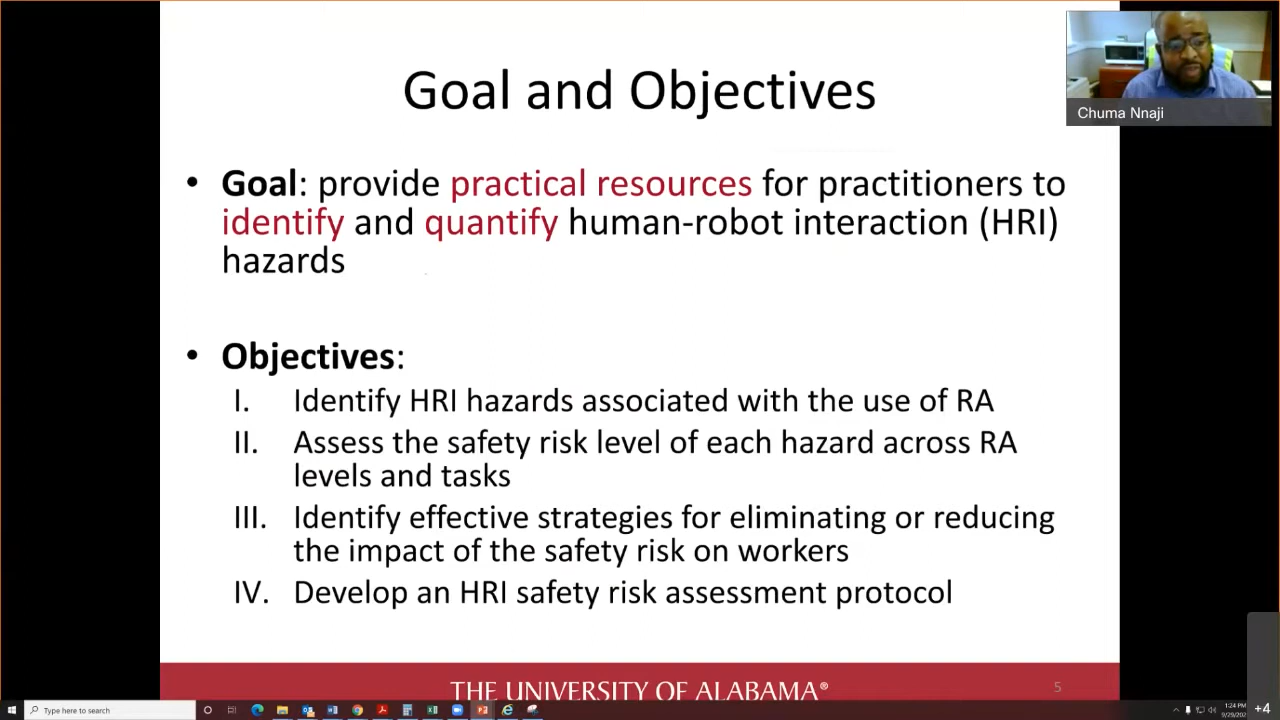 Goal and Objectives
Chuma Nnaji
• Goal: provide practical resources for practitioners to
identify and quantify human-robot interaction (HRI)
hazards
• Objectives:
I. Identify HRI hazards associated with the use of RA
II. Assess the safety risk level of each hazard across RA
levels and tasks
III. Identify effective strategies for eliminating or reducing
the impact of the safety risk on workers
IV. Develop an HRI safety risk assessment protocol
THE UNIVERSITY OF ALABAMA®
5
Type here to search
1:24 PM
+4